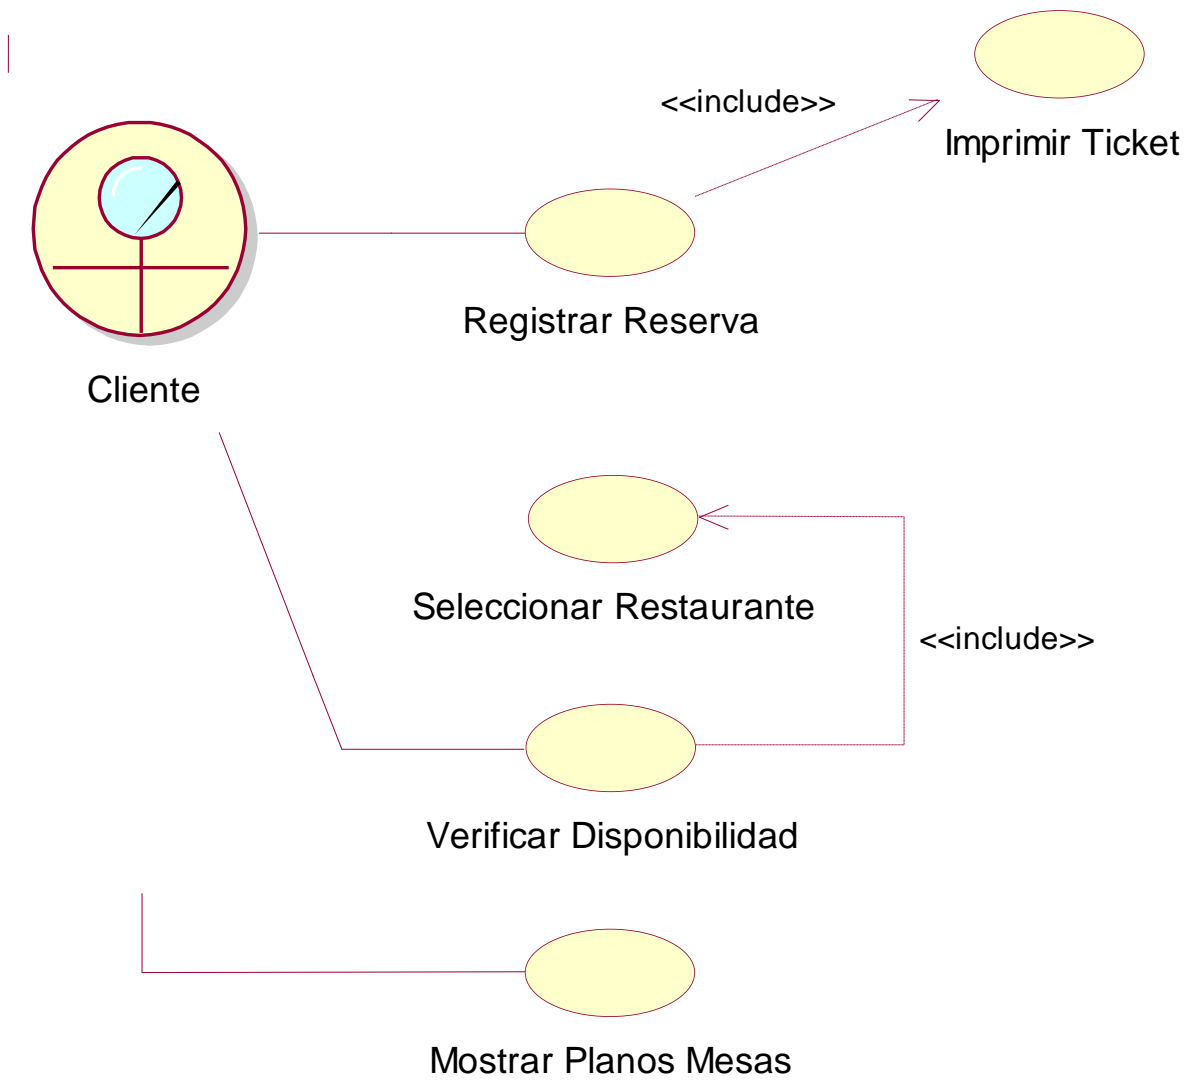 <<include>>
Imprimir Ticket
Registrar Reserva
Cliente
Seleccionar Restaurante
<<include>>
Verificar Disponibilidad
Mostrar Planos Mesas